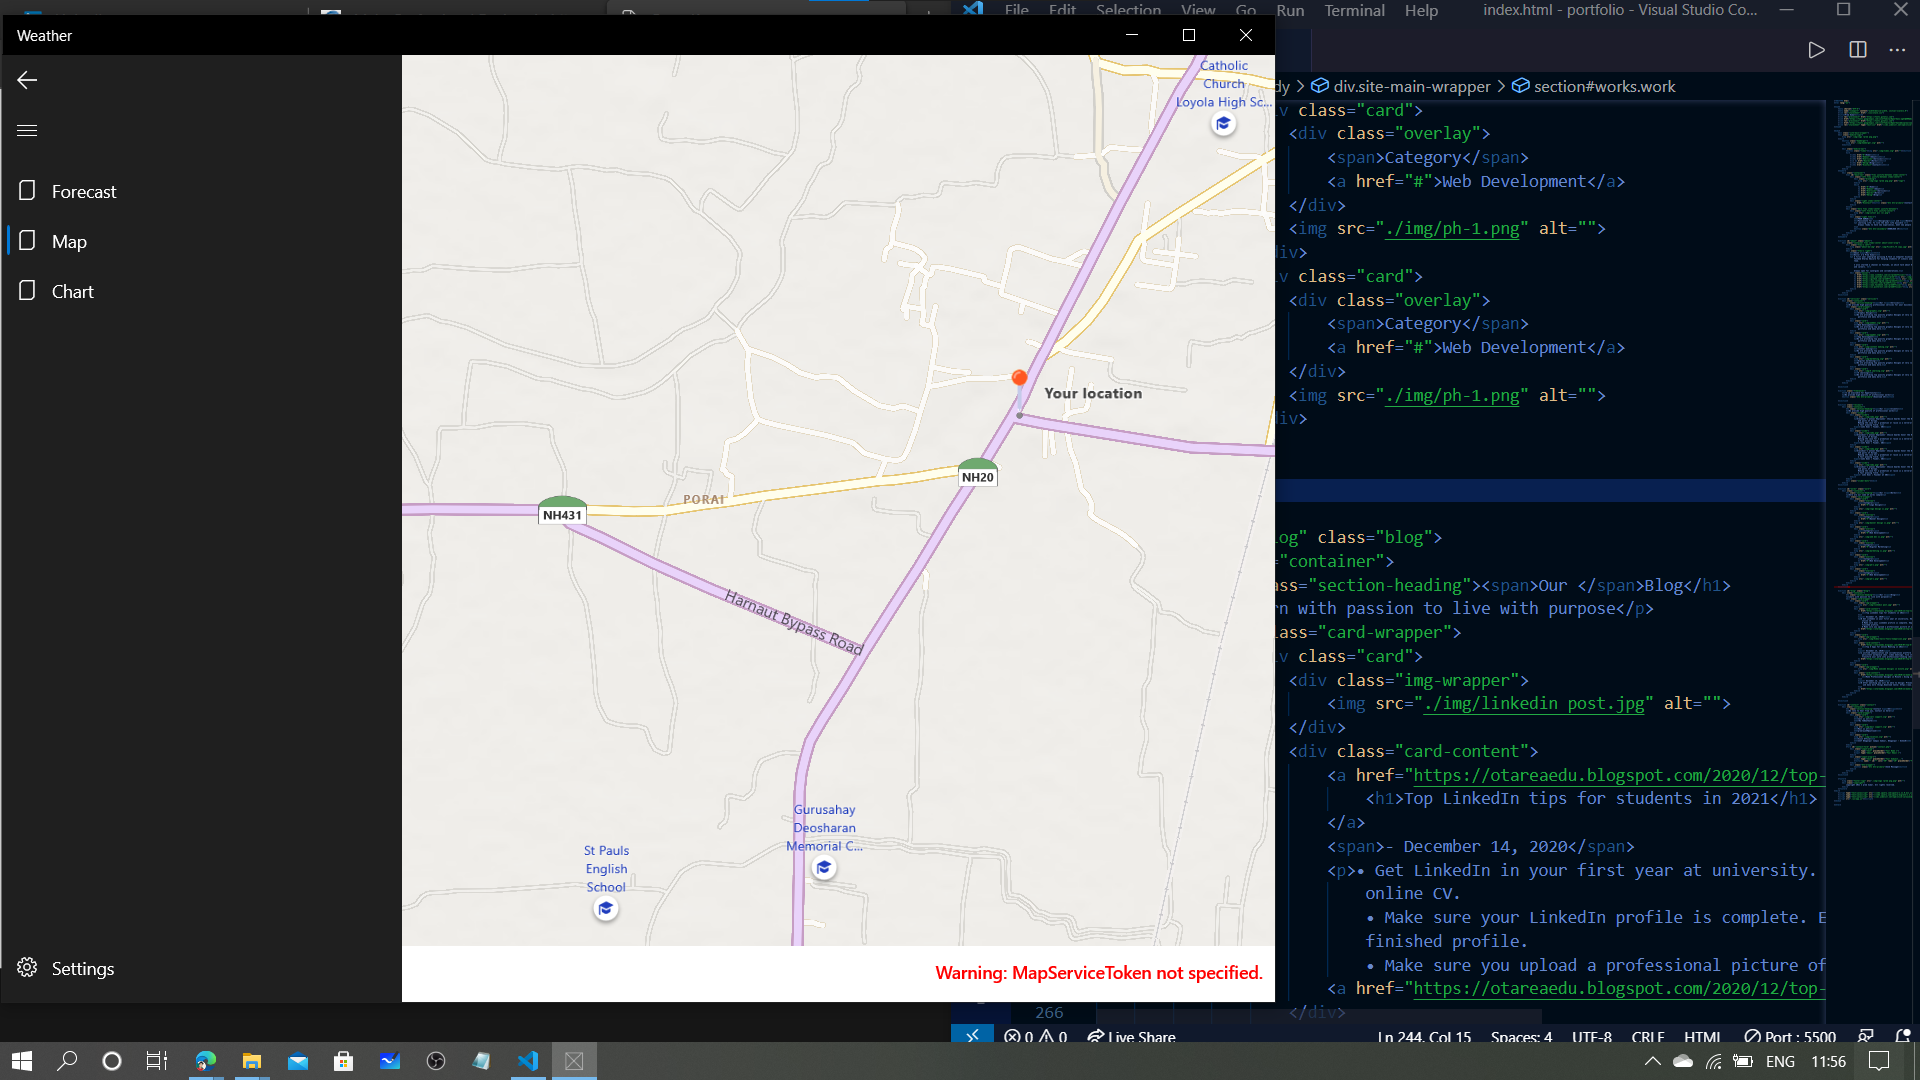 Weather
Forecast
Map
Chart
Settings
Catholic
Church
Loyola High Sc...
Your location
NH20
PORAI
NH431
Harnaut Bypass Road
Gurusahay
Deosharan
Memorial C...
St Pauls
English
School
Warning: MapServiceToken not specified.
File Edit Selection View Go Run Terminal Help index.html - portfolio - Visual Studio Co...
dy > div.site-main-wrapper > section#works.work
v class="card">
<div class="overlay">
<span>Category</span>
<a href="#">Web Development</a>
</div>
<img src="./img/ph-1.png" alt="">
div>
v class="card">
<div class="overlay">
<span>Category</span>
<a href="#">Web Development</a>
</div>
<img src="./img/ph-1.png" alt="">
div>
log" class="blog">
="container">
ass="section-heading"><span>Our </span>Blog</h1>
rn with passion to live with purpose</p>
ass="card-wrapper">
v class="card">
<div class="img-wrapper">
<img src="./img/linkedin post.jpg" alt="">
</div>
<div class="card-content">
<a href="https://otareaedu.blogspot.com/2020/12/top-
<h1>Top LinkedIn tips for students in 2021</h1>
</a>
<span>- December 14, 2020</span>
<p>• Get LinkedIn in your first year at university.
online CV.
• Make sure your LinkedIn profile is complete. E
finished profile.
• Make sure you upload a professional picture of
<a href="https://otareaedu.blogspot.com/2020/12/top-
266 </div>
0 0 Live Share Ln 244, Col 15 Spaces: 4 UTF-8 CRLF HTML Port : 5500
ENG 11:56